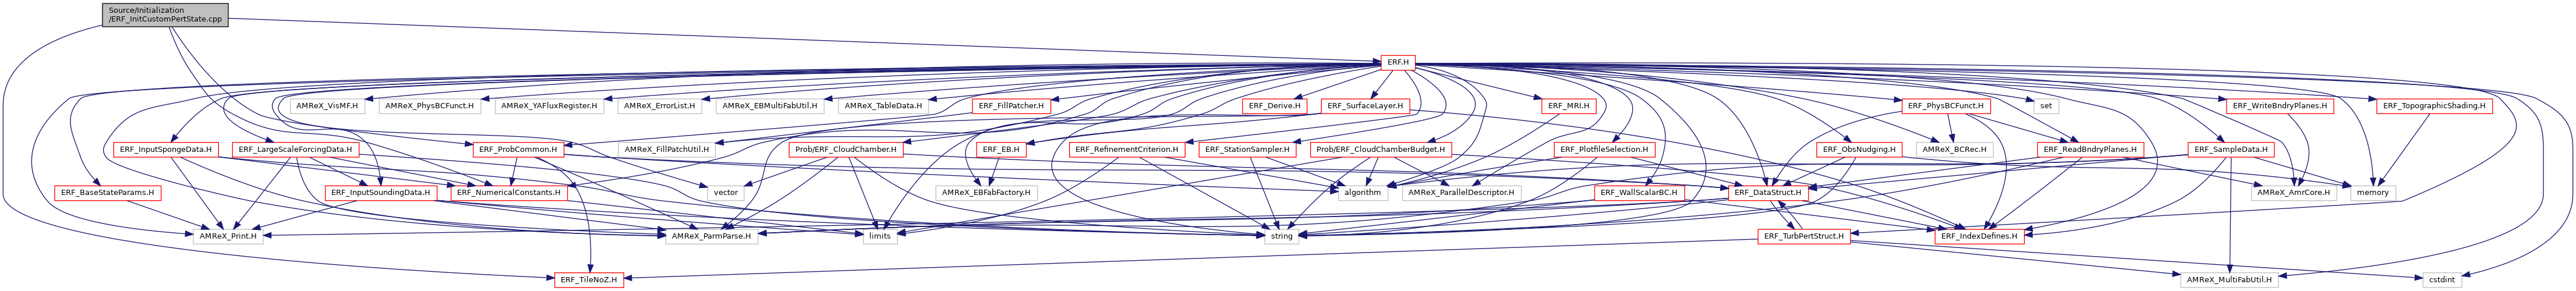 Source/Initialization
/ERF_InitCustomPertState.cpp
ERF.H
AMReX_VisMF.H
AMReX_PhysBCFunct.H
AMReX_YAFluxRegister.H
AMReX_ErrorList.H
AMReX_EBMultiFabUtil.H
AMReX_TableData.H
ERF_FillPatcher.H
ERF_Derive.H
ERF_SurfaceLayer.H
ERF_MRI.H
ERF_PhysBCFunct.H
set
ERF_WriteBndryPlanes.H
ERF_TopographicShading.H
ERF_InputSpongeData.H
ERF_LargeScaleForcingData.H
ERF_ProbCommon.H
AMReX_FillPatchUtil.H
Prob/ERF_CloudChamber.H
ERF_EB.H
ERF_RefinementCriterion.H
ERF_StationSampler.H
Prob/ERF_CloudChamberBudget.H
ERF_PlotfileSelection.H
ERF_ObsNudging.H
AMReX_BCRec.H
ERF_ReadBndryPlanes.H
ERF_SampleData.H
ERF_BaseStateParams.H
ERF_InputSoundingData.H
ERF_NumericalConstants.H
vector
AMReX_EBFabFactory.H
algorithm
AMReX_ParallelDescriptor.H
ERF_WallScalarBC.H
ERF_DataStruct.H
AMReX_AmrCore.H
memory
AMReX_Print.H
AMReX_ParmParse.H
limits
string
ERF_TurbPertStruct.H
ERF_IndexDefines.H
ERF_TileNoZ.H
AMReX_MultiFabUtil.H
cstdint